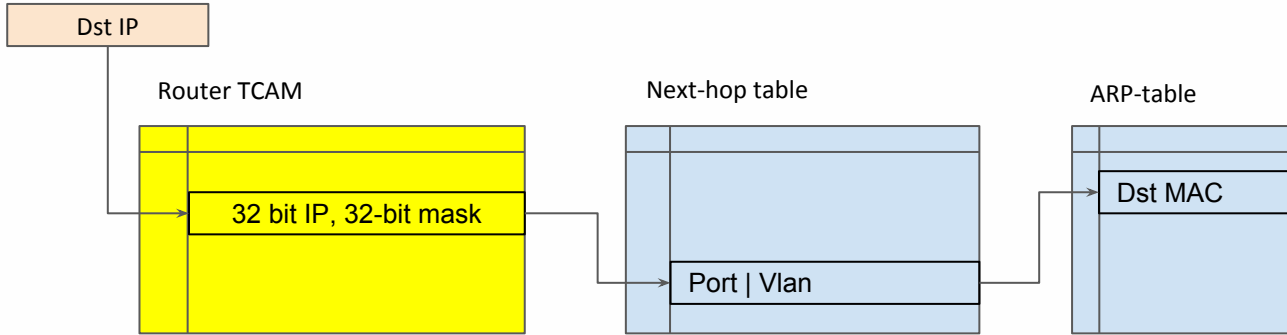 Dst IP
Router TCAM
Next-hop table
ARP-table
32 bit IP, 32-bit mask
Dst MAC
Port | Vlan